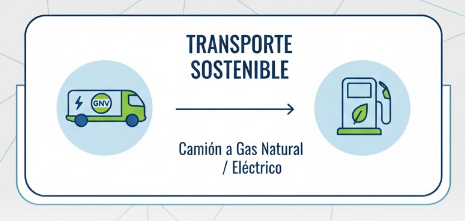 TRANSPORTE
SOSTENIBLE
GNV
Camión a Gas Natural
/ Eléctrico